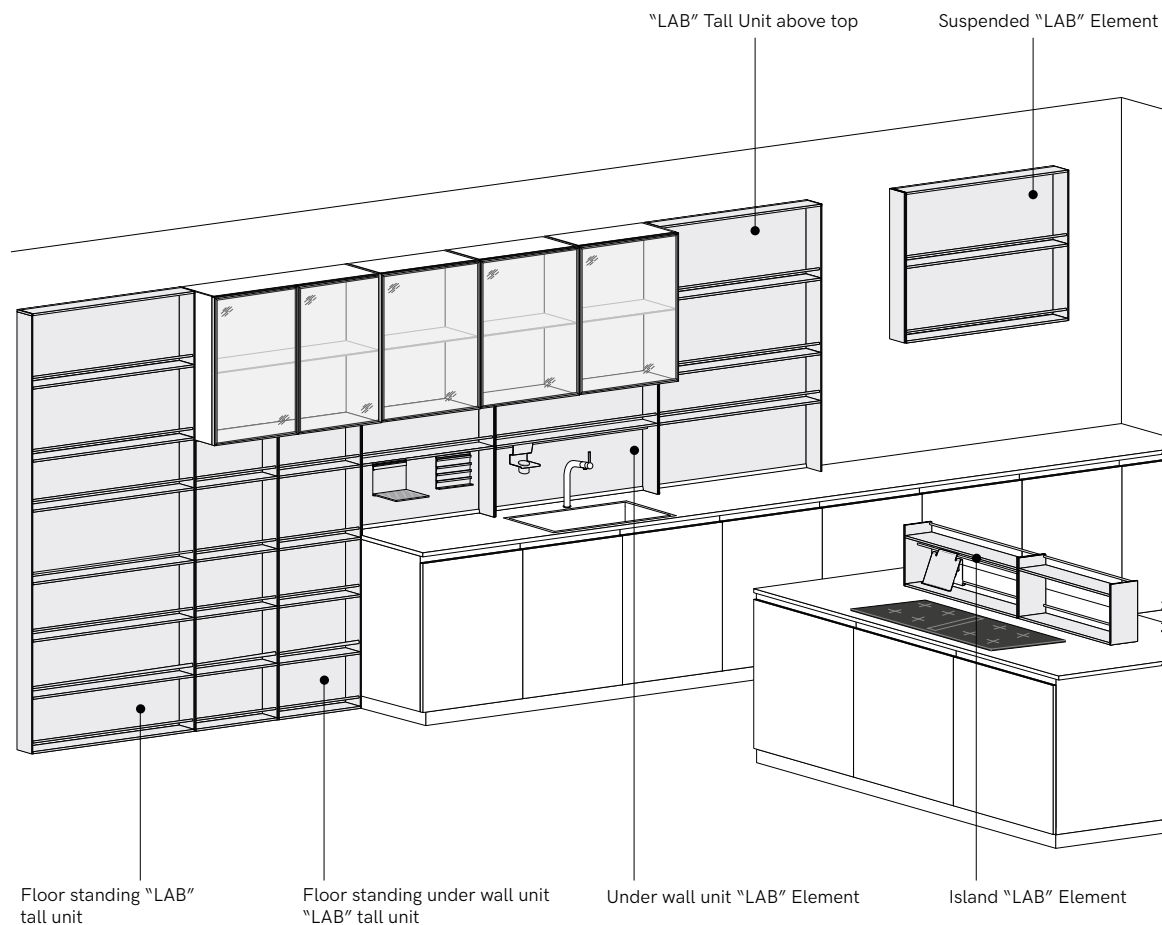 “LAB” Tall Unit above top
Suspended “LAB” Element
Floor standing “LAB”
tall unit
Floor standing under wall unit
“LAB” tall unit
Under wall unit “LAB” Element
Island “LAB” Element